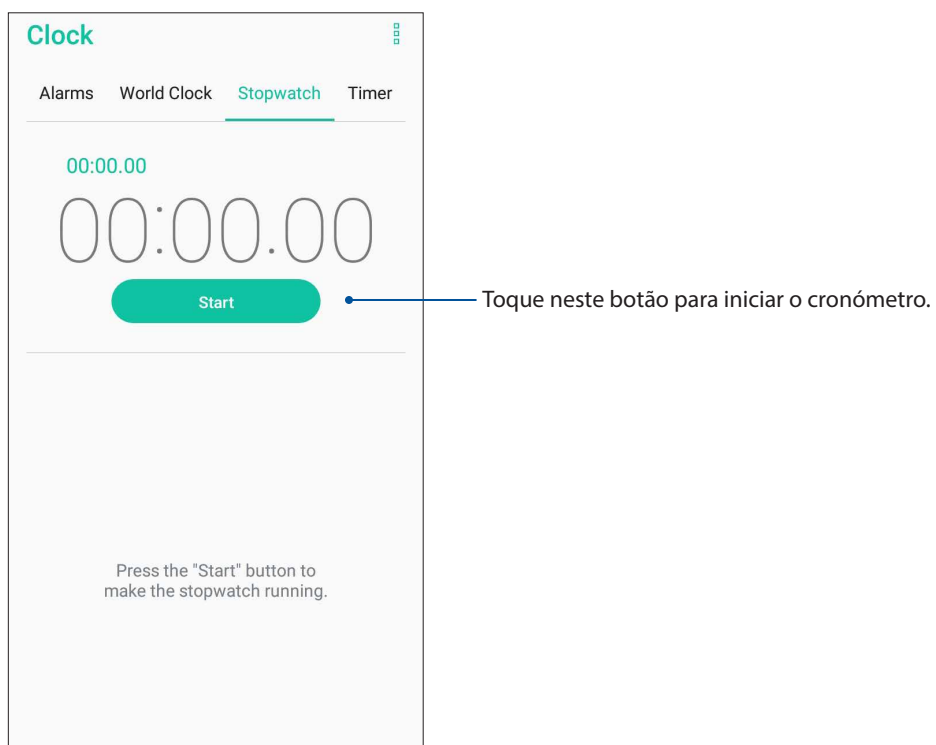 Clock
Alarms World Clock Stopwatch Timer
00:00.00
00:00.00
Start
Toque neste botão para iniciar o cronómetro.
Press the "Start" button to
make the stopwatch running.